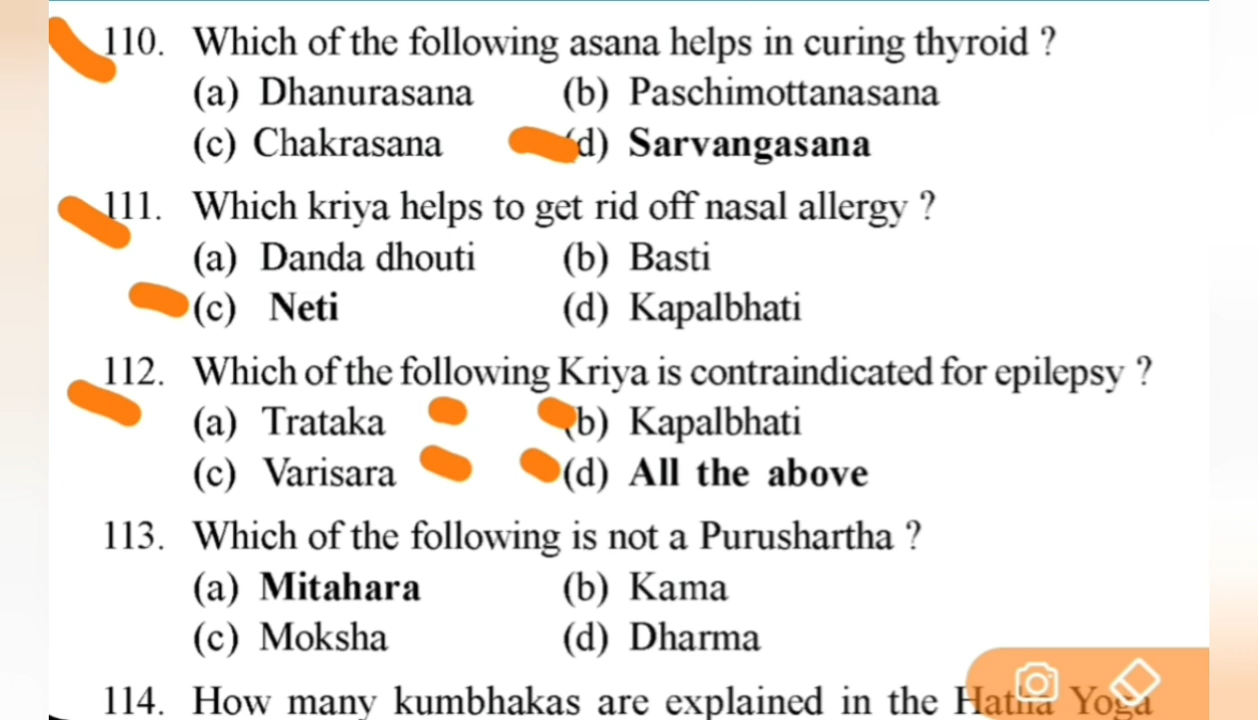 110. Which of the following asana helps in curing thyroid ?
(a) Dhanurasana (b) Paschimottanasana
(c) Chakrasana (d) Sarvangasana
111. Which kriya helps to get rid off nasal allergy ?
(a) Danda dhouti (b) Basti
(c) Neti (d) Kapalbhati
112. Which of the following Kriya is contraindicated for epilepsy ?
(a) Trataka (b) Kapalbhati
(c) Varisara (d) All the above
113. Which of the following is not a Purushartha ?
(a) Mitahara (b) Kama
(c) Moksha (d) Dharma
114. How many kumbhakas are explained in the Hatha Yoga